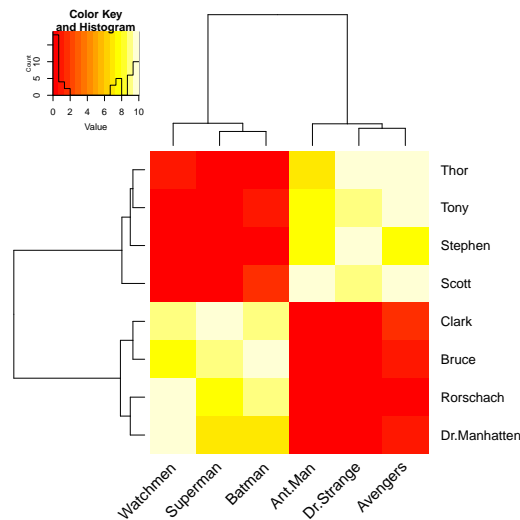 Color Key
and Histogram
Count
0 5 10
0 2 4 6 8 10
Value
Thor
Tony
Stephen
Scott
Clark
Bruce
Rorschach
Dr.Manhatten
Watchmen
Superman
Batman
Ant.Man
Dr.Strange
Avengers